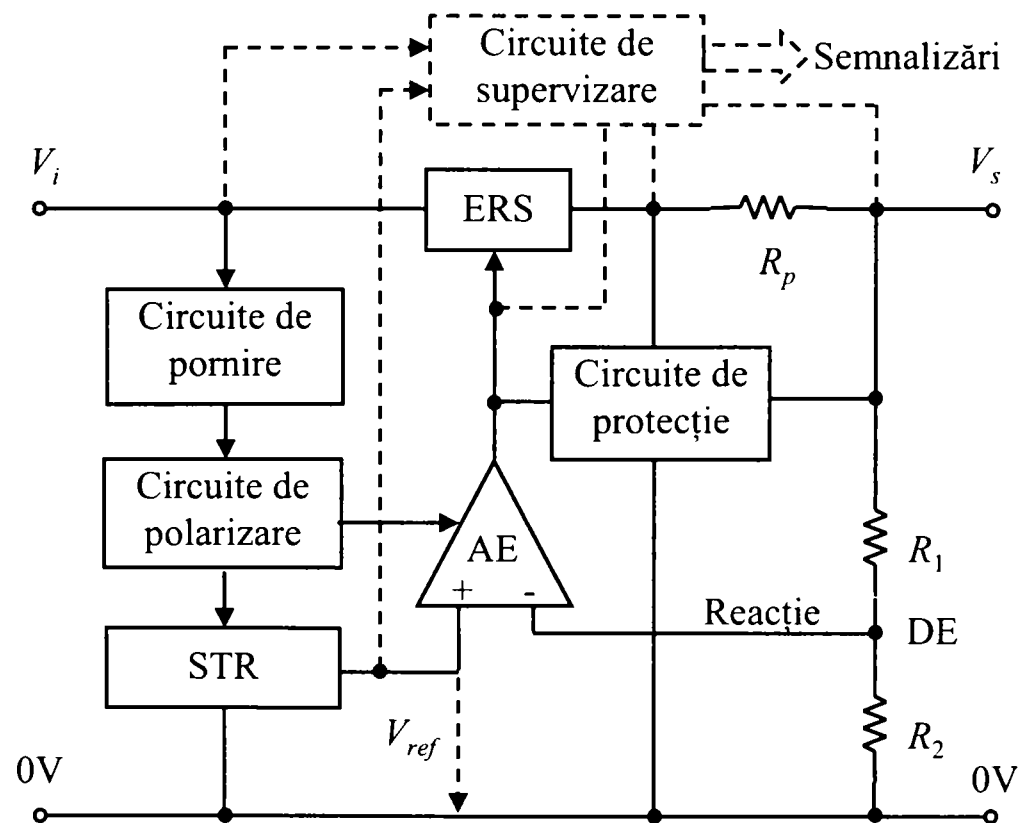 Circuite de
supervizare
Semnalizări
V_i
ERS
V_s
R_p
Circuite de
pornire
Circuite de
protecție
Circuite de
polarizare
AE
+ -
R_1
Reacție
DE
STR
V_ref
R_2
0V
0V